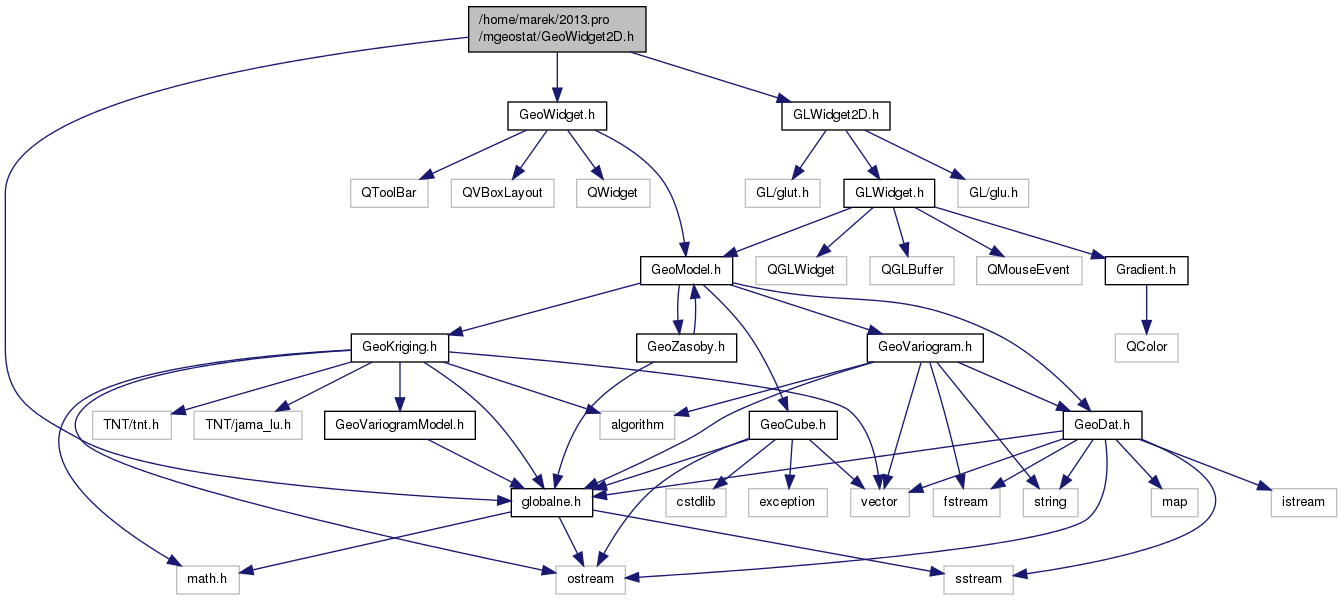 /home/marek/2013.pro
/mgeostat/GeoWidget2D.h
GeoWidget.h
GLWidget2D.h
QToolBar
QVBoxLayout
QWidget
GL/glut.h
GLWidget.h
GL/glu.h
GeoModel.h
QGLWidget
QGLBuffer
QMouseEvent
Gradient.h
GeoKriging.h
GeoZasoby.h
GeoVariogram.h
QColor
TNT/tnt.h
TNT/jama_lu.h
GeoVariogramModel.h
algorithm
GeoCube.h
GeoDat.h
globalne.h
cstdlib
exception
vector
fstream
string
map
istream
math.h
ostream
sstream